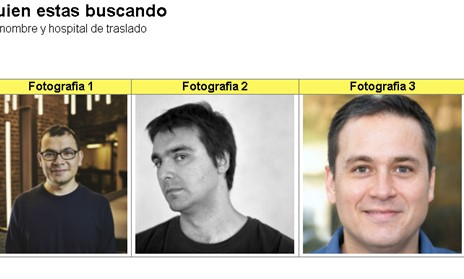 uien estas buscando
nombre y hospital de traslado
Fotografia 1
Fotografia 2
Fotografia 3